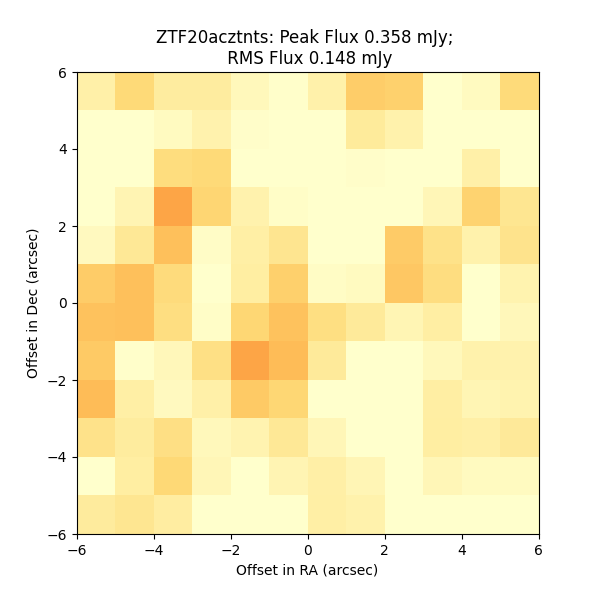 ZTF20acztnts: Peak Flux 0.358 mJy;
RMS Flux 0.148 mJy
6
4
2
0
−2
−4
−6
Offset in Dec (arcsec)
−6 −4 −2 0 2 4 6
Offset in RA (arcsec)